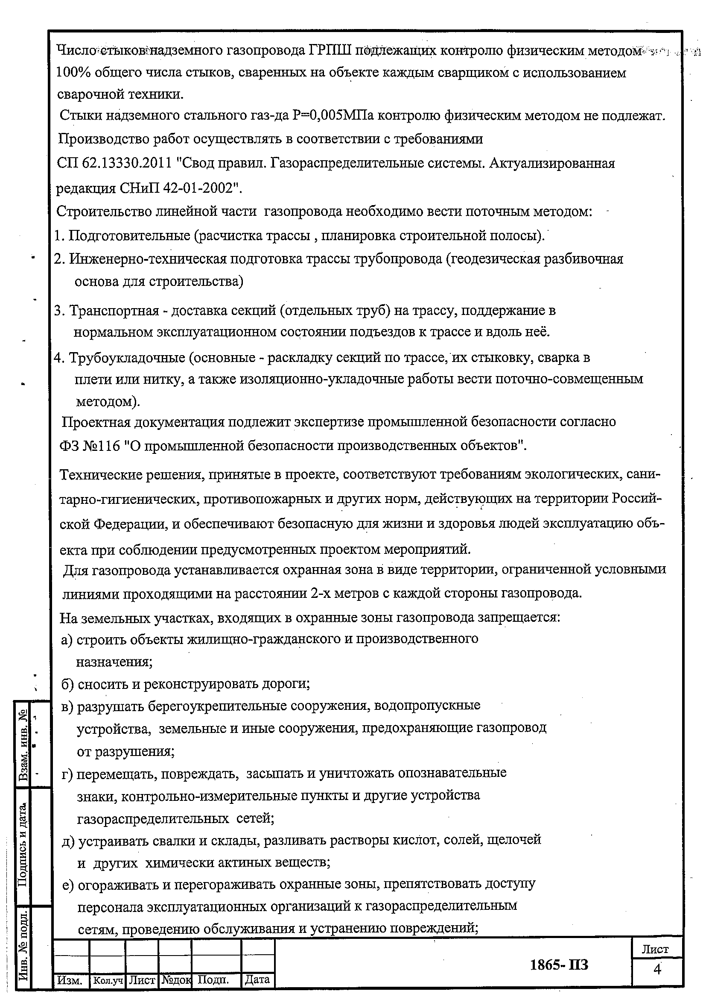 Число стыков надземного газопровода ГРПШ подлежащих контролю физическим методом
100% общего числа стыков, сваренных на объекте каждым сварщиком с использованием
сварочной техники.
Стыки надземного стального газ-да P=0,005МПа контролю физическим методом не подлежат.
Производство работ осуществлять в соответствии с требованиями
СП 62.13330.2011 "Свод правил. Газораспределительные системы. Актуализированная
редакция СНиП 42-01-2002".
Строительство линейной части газопровода необходимо вести поточным методом:
1. Подготовительные (расчистка трассы , планировка строительной полосы).
2. Инженерно-техническая подготовка трассы трубопровода (геодезическая разбивочная
основа для строительства)
3. Транспортная - доставка секций (отдельных труб) на трассу, поддержание в
нормальном эксплуатационном состоянии подъездов к трассе и вдоль неё.
4. Трубоукладочные (основные - раскладку секций по трассе, их стыковку, сварка в
плети или нитку, а также изоляционно-укладочные работы вести поточно-совмещенным
методом).
Проектная документация подлежит экспертизе промышленной безопасности согласно
ФЗ №116 "О промышленной безопасности производственных объектов".
Технические решения, принятые в проекте, соответствуют требованиям экологических, сани-
тарно-гигиенических, противопожарных и других норм, действующих на территории Россий-
ской Федерации, и обеспечивают безопасную для жизни и здоровья людей эксплуатацию объ-
екта при соблюдении предусмотренных проектом мероприятий.
Для газопровода устанавливается охранная зона в виде территории, ограниченной условными
линиями проходящими на расстоянии 2-х метров с каждой стороны газопровода.
На земельных участках, входящих в охранные зоны газопровода запрещается:
а) строить объекты жилищно-гражданского и производственного
назначения;
б) сносить и реконструировать дороги;
в) разрушать берегоукрепительные сооружения, водопропускные
устройства, земельные и иные сооружения, предохраняющие газопровод
от разрушения;
г) перемещать, повреждать, засыпать и уничтожать опознавательные
знаки, контрольно-измерительные пункты и другие устройства
газораспределительных сетей;
д) устраивать свалки и склады, разливать растворы кислот, солей, щелочей
и других химически актиных веществ;
е) огораживать и перегораживать охранные зоны, препятствовать доступу
персонала эксплуатационных организаций к газораспределительным
сетям, проведению обслуживания и устранению повреждений;
Взам. инв. №
Подпись и дата
Инв. № подл.
Изм. Кол.уч Лист №док Подп. Дата
1865- ПЗ
Лист
4